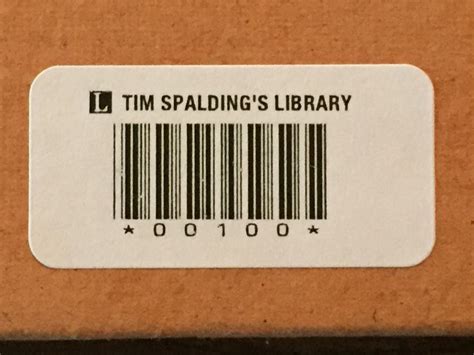 L TIM SPALDING'S LIBRARY
*00100*